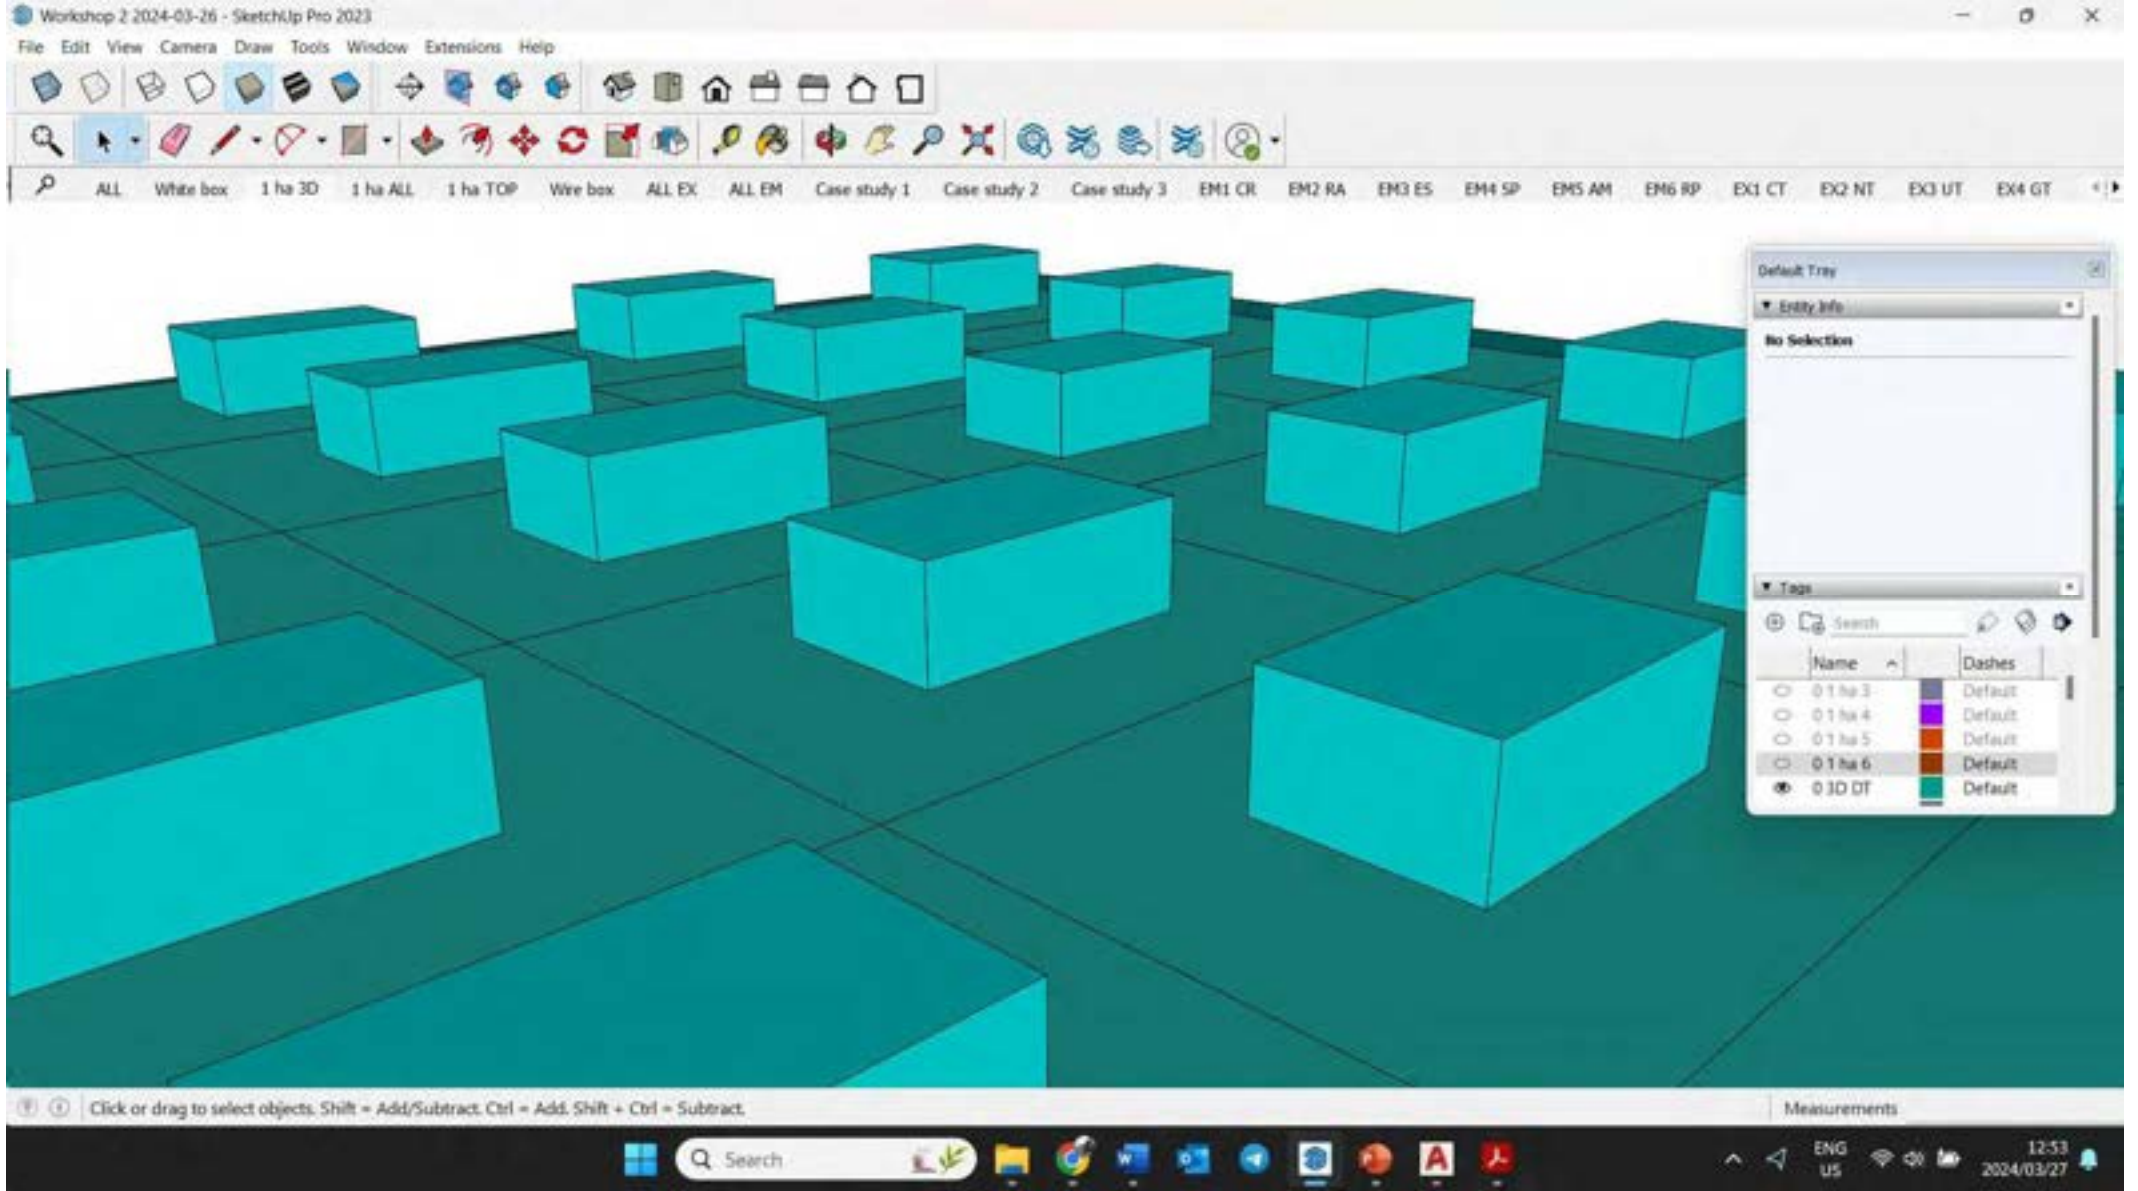 Workshop 2 2024-03-26 - SketchUp Pro 2023
File Edit View Camera Draw Tools Window Extensions Help
ALL White box 1 ha 3D 1 ha ALL 1 ha TOP Wire box ALL EX ALL EM Case study 1 Case study 2 Case study 3 EM1 CR EM2 RA EM3 ES EM4 SP EM5 AM EM6 RP EX1 CT EX2 NT EX3 UT EX4 GT
Default Tray
Entity Info
No Selection
Tags
Search
Name Dashes
0 1 ha 3 Default
0 1 ha 4 Default
0 1 ha 5 Default
0 1 ha 6 Default
0 3D DT Default
Click or drag to select objects. Shift = Add/Subtract. Ctrl = Add. Shift + Ctrl = Subtract.
Measurements
Search
ENG
US
12:53
2024/03/27